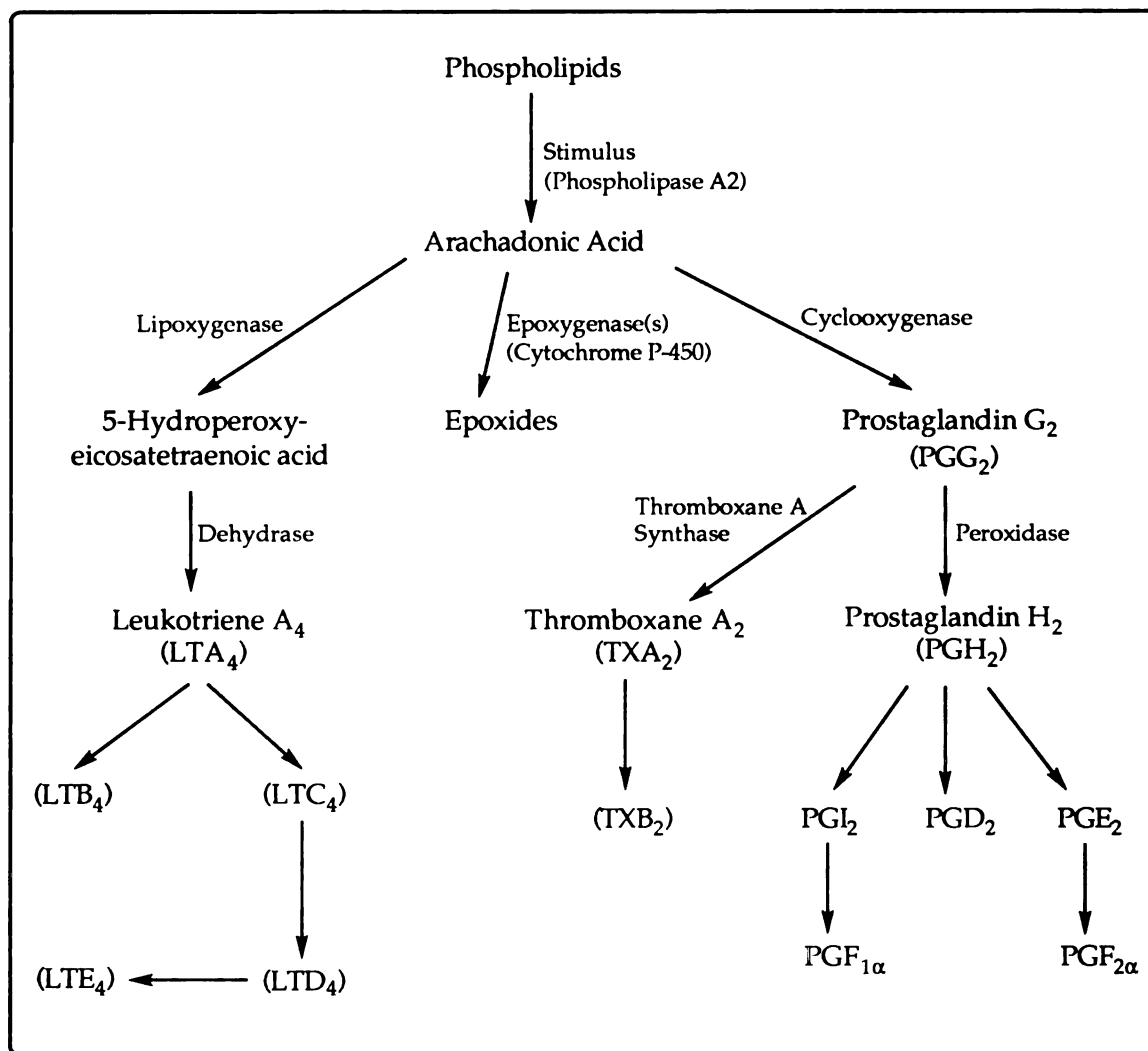 Phospholipids
Stimulus
(Phospholipase A2)
Arachadonic Acid
Lipoxygenase
Epoxygenase(s)
(Cytochrome P-450)
Cyclooxygenase
5-Hydroperoxy-
eicosatetraenoic acid
Epoxides
Prostaglandin G₂
(PGG₂)
Dehydrase
Thromboxane A
Synthase
Peroxidase
Leukotriene A₄
(LTA₄)
Thromboxane A₂
(TXA₂)
Prostaglandin H₂
(PGH₂)
(LTB₄) (LTC₄) (TXB₂) PGI₂ PGD₂ PGE₂
(LTE₄) (LTD₄) PGF₁α PGF₂α